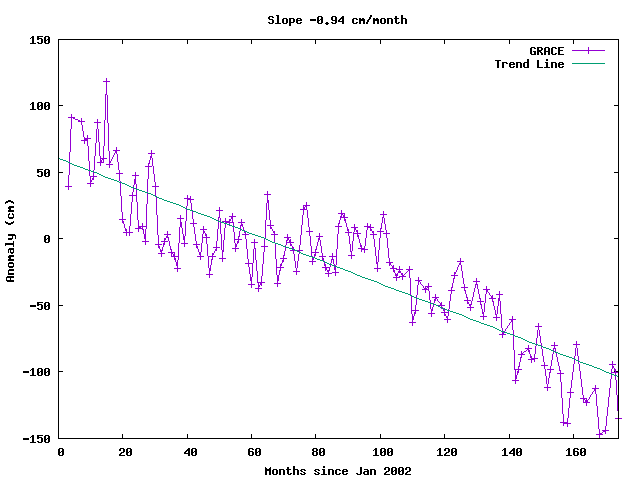 Slope -0.94 cm/month
150
100
50
0
-50
-100
-150
Anomaly (cm)
GRACE
Trend Line
0 20 40 60 80 100 120 140 160
Months since Jan 2002